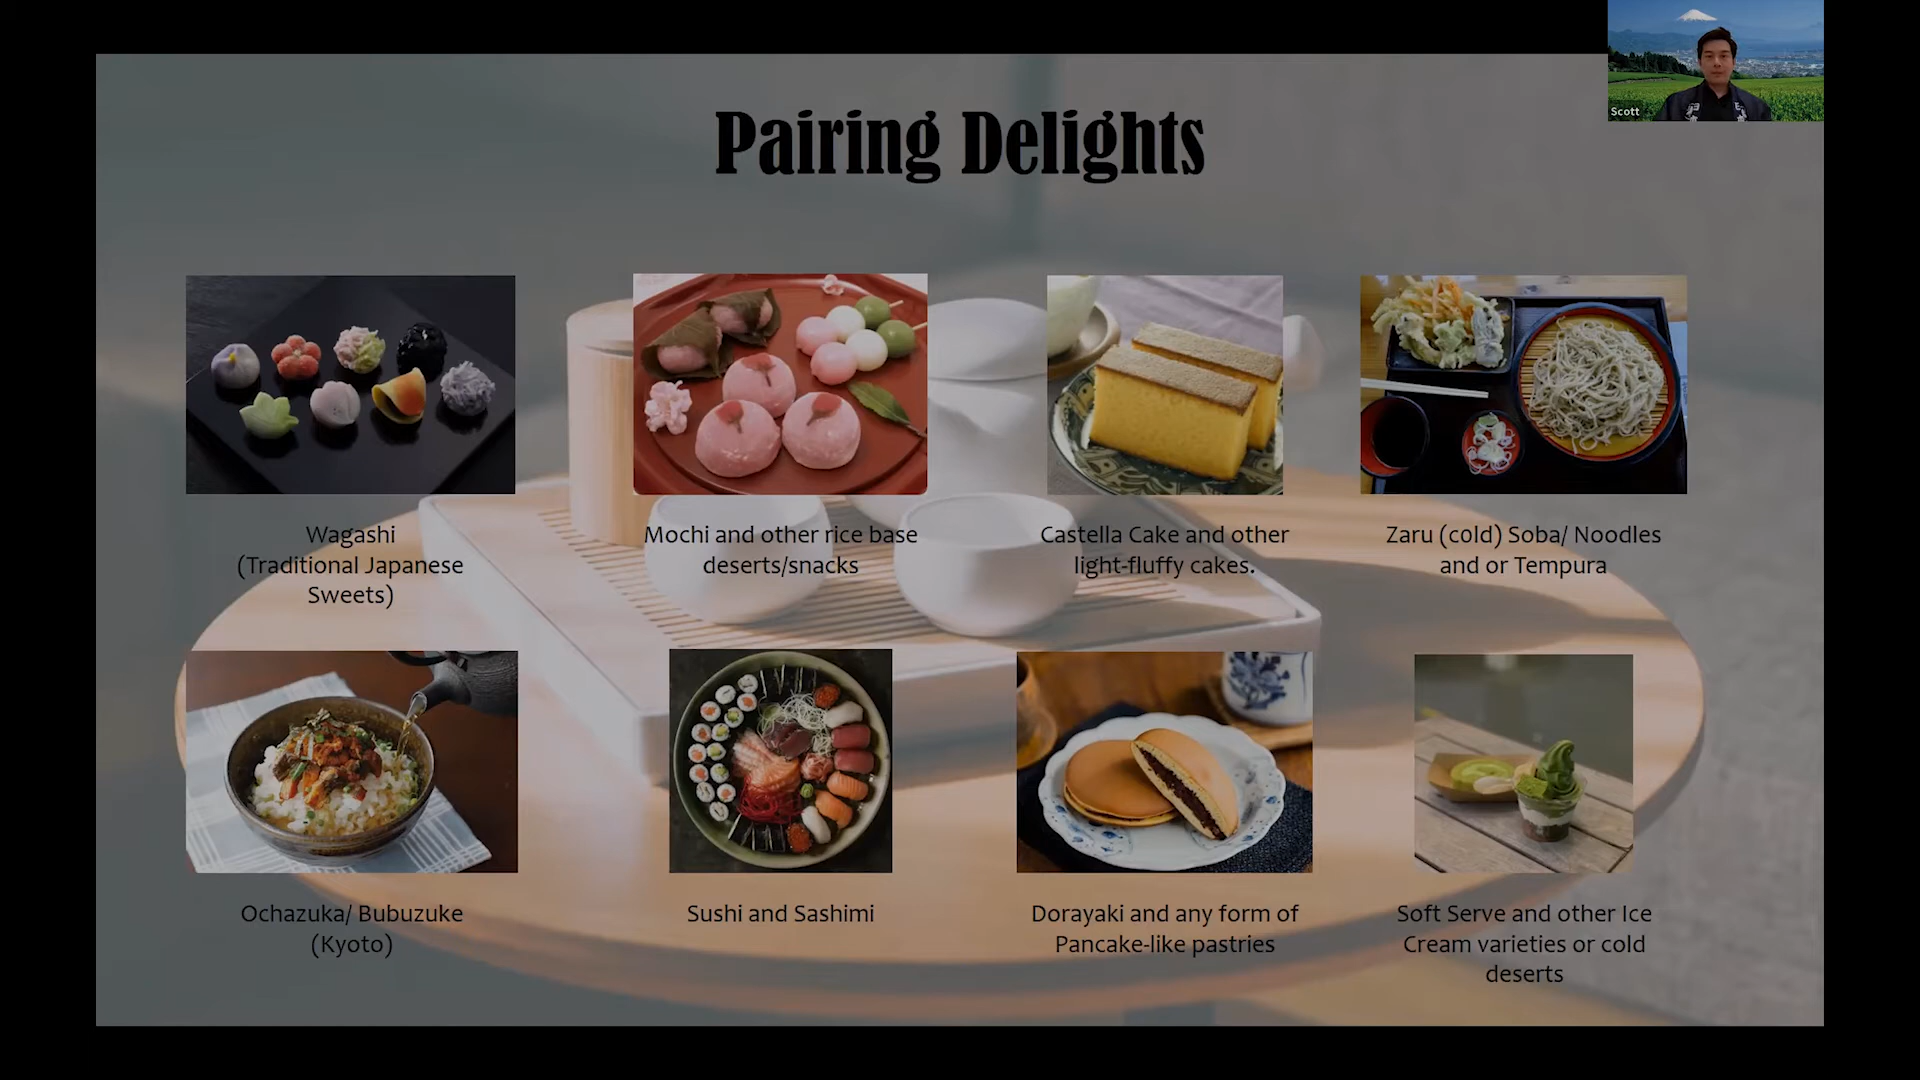 Scott
Pairing Delights
Wagashi
(Traditional Japanese
Sweets)
Mochi and other rice base
deserts/snacks
Castella Cake and other
light-fluffy cakes.
Zaru (cold) Soba/ Noodles
and or Tempura
Ochazuka/ Bubuzuke
(Kyoto)
Sushi and Sashimi
Dorayaki and any form of
Pancake-like pastries
Soft Serve and other Ice
Cream varieties or cold
deserts